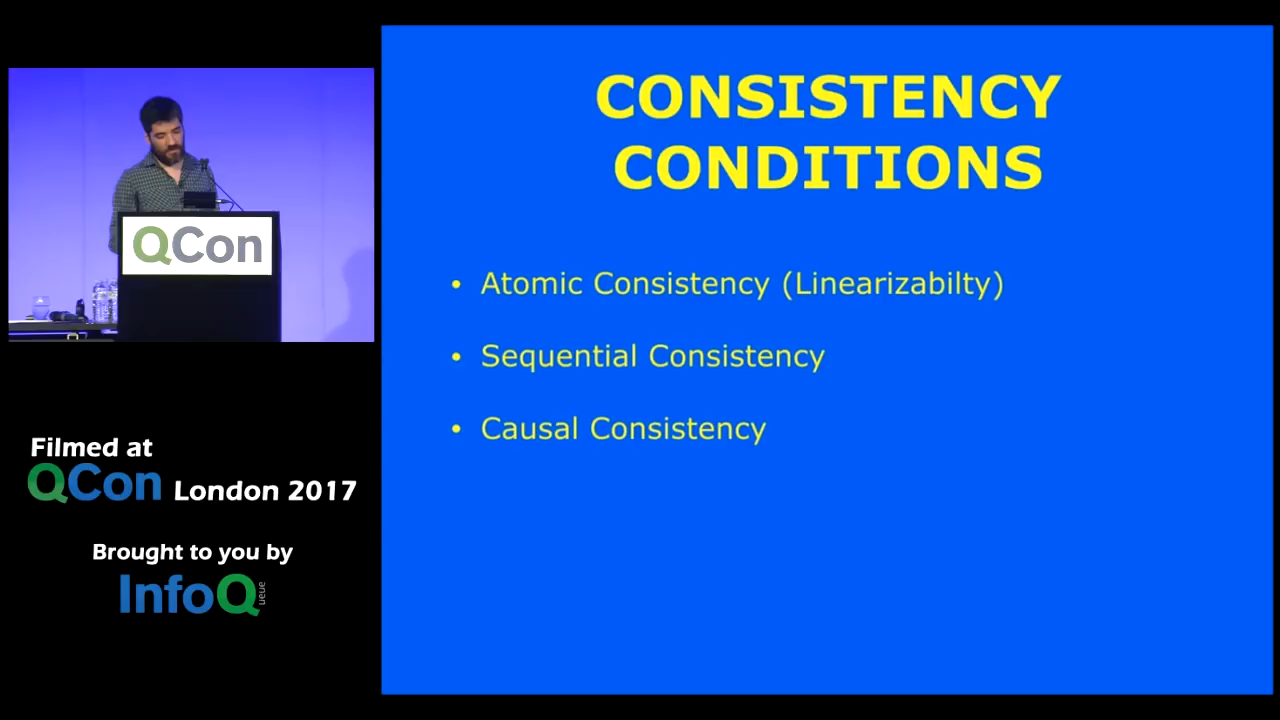 QCon
Filmed at
QCon London 2017
Brought to you by
InfoQ
ueue
CONSISTENCY
CONDITIONS
• Atomic Consistency (Linearizabilty)
• Sequential Consistency
• Causal Consistency